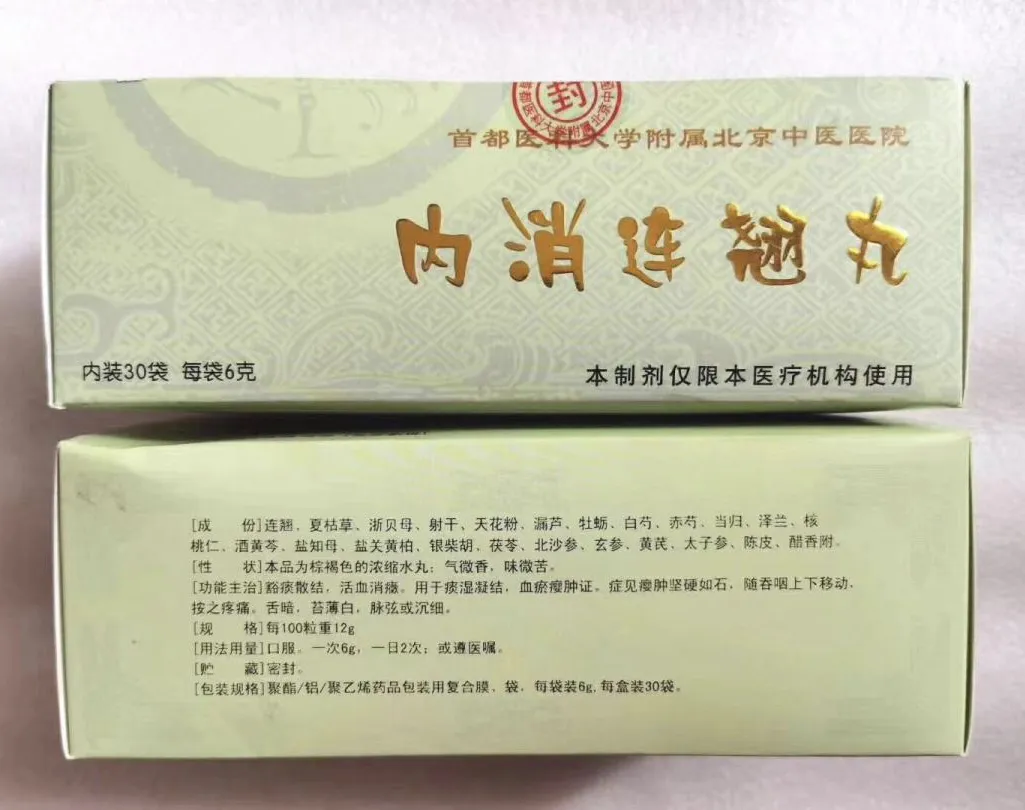 封
首都医科大学附属北京中医医院
内消连翘丸
内装30袋 每袋6克
本制剂仅限本医疗机构使用
[成 份]连翘、夏枯草、浙贝母、射干、天花粉、漏芦、牡蛎、白芍、赤芍、当归、泽兰、核
桃仁、酒黄芩、盐知母、盐关黄柏、银柴胡、茯苓、北沙参、玄参、黄芪、太子参、陈皮、醋香附。
[性 状]本品为棕褐色的浓缩水丸;气微香,味微苦。
[功能主治]豁痰散结,活血消瘿。用于痰湿凝结,血瘀瘿肿证。症见瘿肿坚硬如石,随吞咽上下移动、
按之疼痛。舌暗,苔薄白,脉弦或沉细。
[规 格]每100粒重12g
[用法用量]口服。一次6g,一日2次;或遵医嘱。
[贮 藏]密封。
[包装规格]聚酯/铝/聚乙烯药品包装用复合膜、袋,每袋装6g,每盒装30袋。